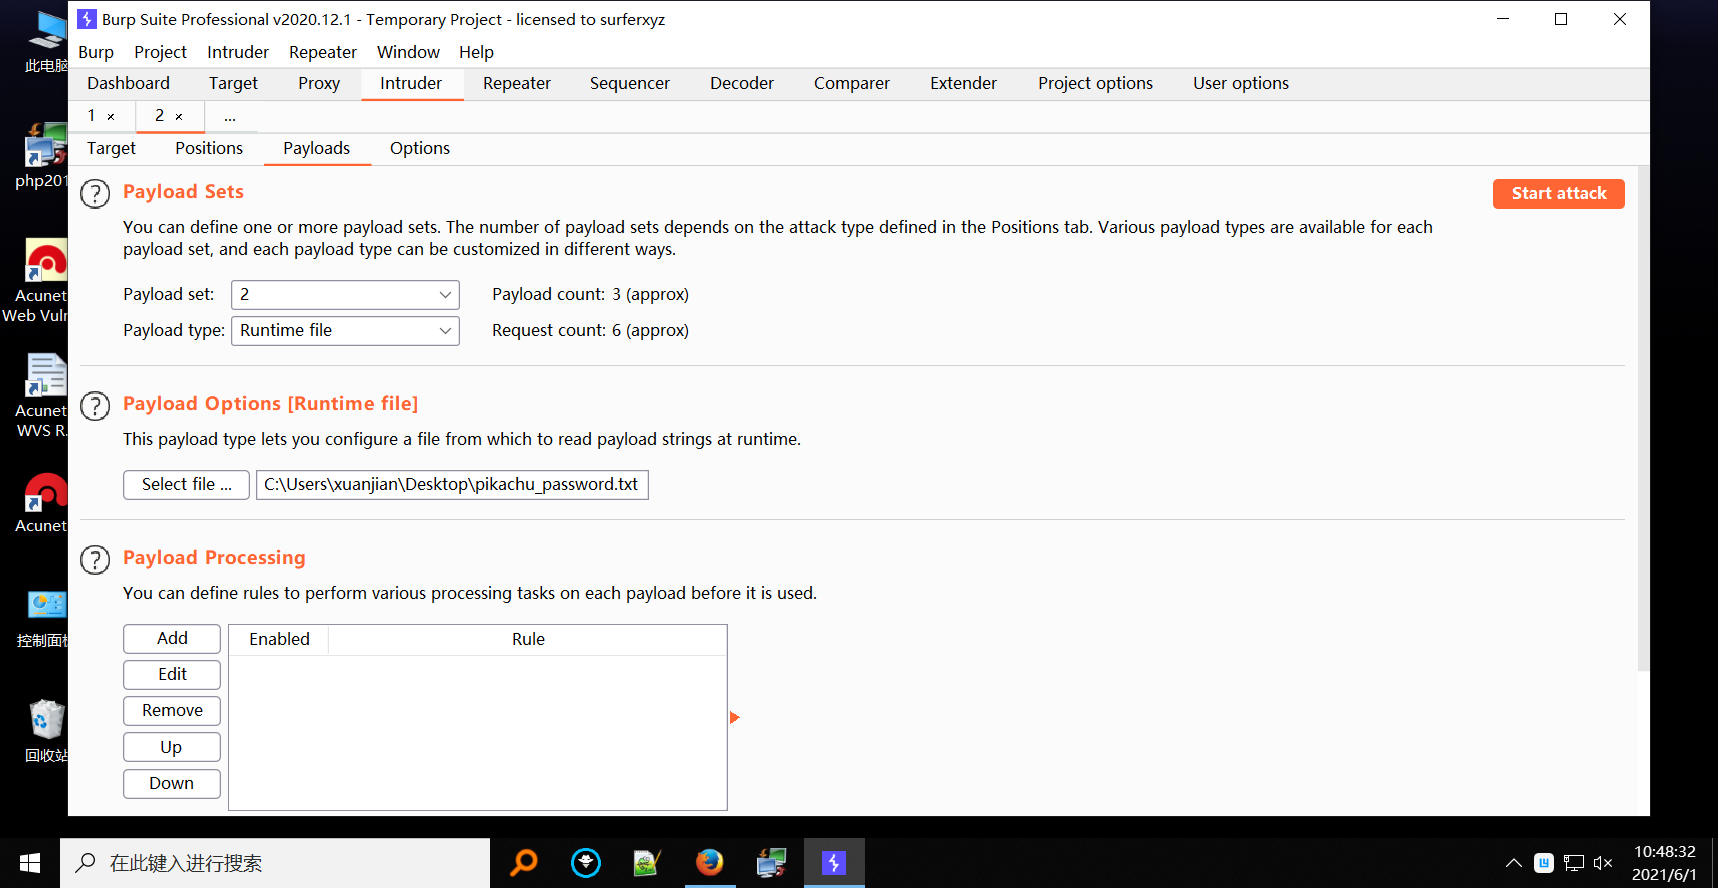 Burp Suite Professional v2020.12.1 - Temporary Project - licensed to surferxyz
Burp Project Intruder Repeater Window Help
Dashboard Target Proxy Intruder Repeater Sequencer Decoder Comparer Extender Project options User options
1 × 2 × ...
Target Positions Payloads Options
? Payload Sets
Start attack
You can define one or more payload sets. The number of payload sets depends on the attack type defined in the Positions tab. Various payload types are available for each
payload set, and each payload type can be customized in different ways.
Payload set: 2 Payload count: 3 (approx)
Payload type: Runtime file Request count: 6 (approx)
? Payload Options [Runtime file]
This payload type lets you configure a file from which to read payload strings at runtime.
Select file ... C:\Users\xuanjian\Desktop\pikachu_password.txt
? Payload Processing
You can define rules to perform various processing tasks on each payload before it is used.
Add Enabled Rule
Edit
Remove
Up
Down
此电脑
php201
Acunet
Web Vuln
Acunet
WVS R.
Acunet
控制面板
回收站
在此键入进行搜索
10:48:32
2021/6/1